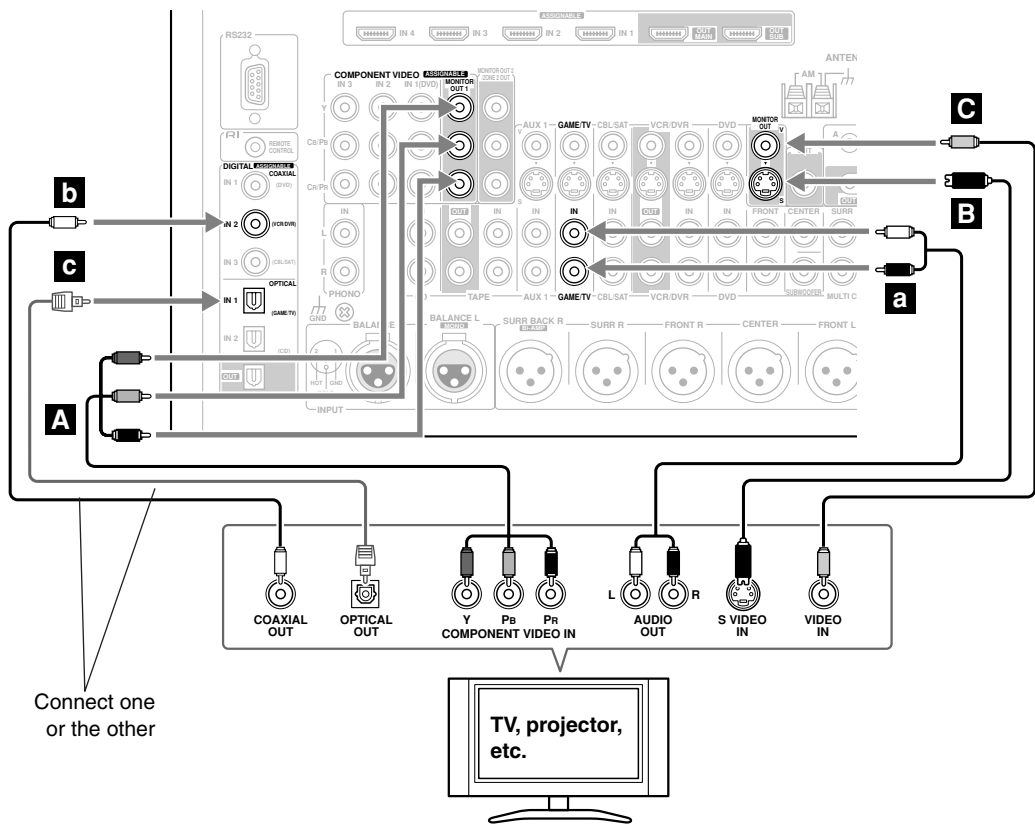 ASSIGNABLE
IN 4 IN 3 IN 2 IN 1 OUT MAIN OUT SUB
RS232
ANTEN
AM
COMPONENT VIDEO ASSIGNABLE
MONITOR OUT 2
/ZONE 2 OUT
IN 3 IN 2 IN 1(DVD) MONITOR OUT 1
Y
CB/PB
CR/PR
AUX 1 GAME/TV CBL/SAT VCR/DVR DVD MONITOR OUT
V
S
V
S
A
C
RI REMOTE CONTROL
DIGITAL ASSIGNABLE
COAXIAL
IN 1 (DVD)
b
IN 2 (VCR/DVR)
B
OUT
IN OUT IN IN IN IN OUT IN IN FRONT CENTER SURR
L
c
IN 3 (CBL/SAT)
OPTICAL
IN 1 (GAME/TV)
R
PHONO
GND
TAPE AUX 1 GAME/TV CBL/SAT VCR/DVR DVD SUBWOOFER MULTI C
a
IN 2 (CD)
OUT
BALANCE BALANCE L MONO SURR BACK R BI-AMP SURR R FRONT R CENTER FRONT L
2 1
HOT GND
INPUT
A
COAXIAL OUT
OPTICAL OUT
Y PB PR
COMPONENT VIDEO IN
L R
AUDIO OUT
S VIDEO IN
VIDEO IN
Connect one
or the other
TV, projector,
etc.